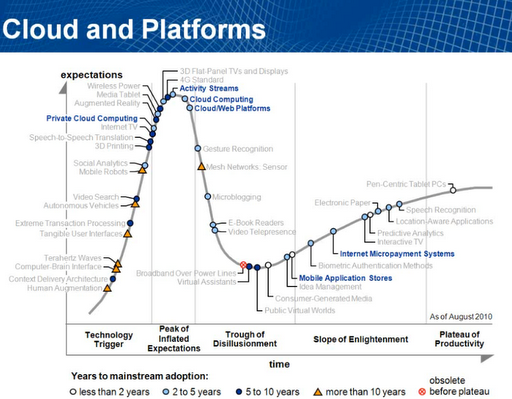 Cloud and Platforms
expectations
3D Flat-Panel TVs and Displays
4G Standard
Wireless Power
Activity Streams
Media Tablet
Cloud Computing
Augmented Reality
Cloud/Web Platforms
Private Cloud Computing
Internet TV
Speech-to-Speech Translation
3D Printing
Gesture Recognition
Social Analytics
Mesh Networks: Sensor
Mobile Robots
Pen-Centric Tablet PCs
Video Search
Microblogging
Autonomous Vehicles
Electronic Paper
Speech Recognition
Extreme Transaction Processing
E-Book Readers
Location-Aware Applications
Tangible User Interfaces
Video Telepresence
Predictive Analytics
Interactive TV
Internet Micropayment Systems
Terahertz Waves
Biometric Authentication Methods
Computer-Brain Interface
Broadband Over Power Lines
Mobile Application Stores
Context Delivery Architecture
Virtual Assistants
Idea Management
Human Augmentation
Consumer-Generated Media
Public Virtual Worlds
As of August 2010
Technology
Trigger
Peak of
Inflated
Expectations
Trough of
Disillusionment
Slope of Enlightenment
Plateau of
Productivity
time
Years to mainstream adoption:
less than 2 years
2 to 5 years
5 to 10 years
more than 10 years
obsolete
before plateau